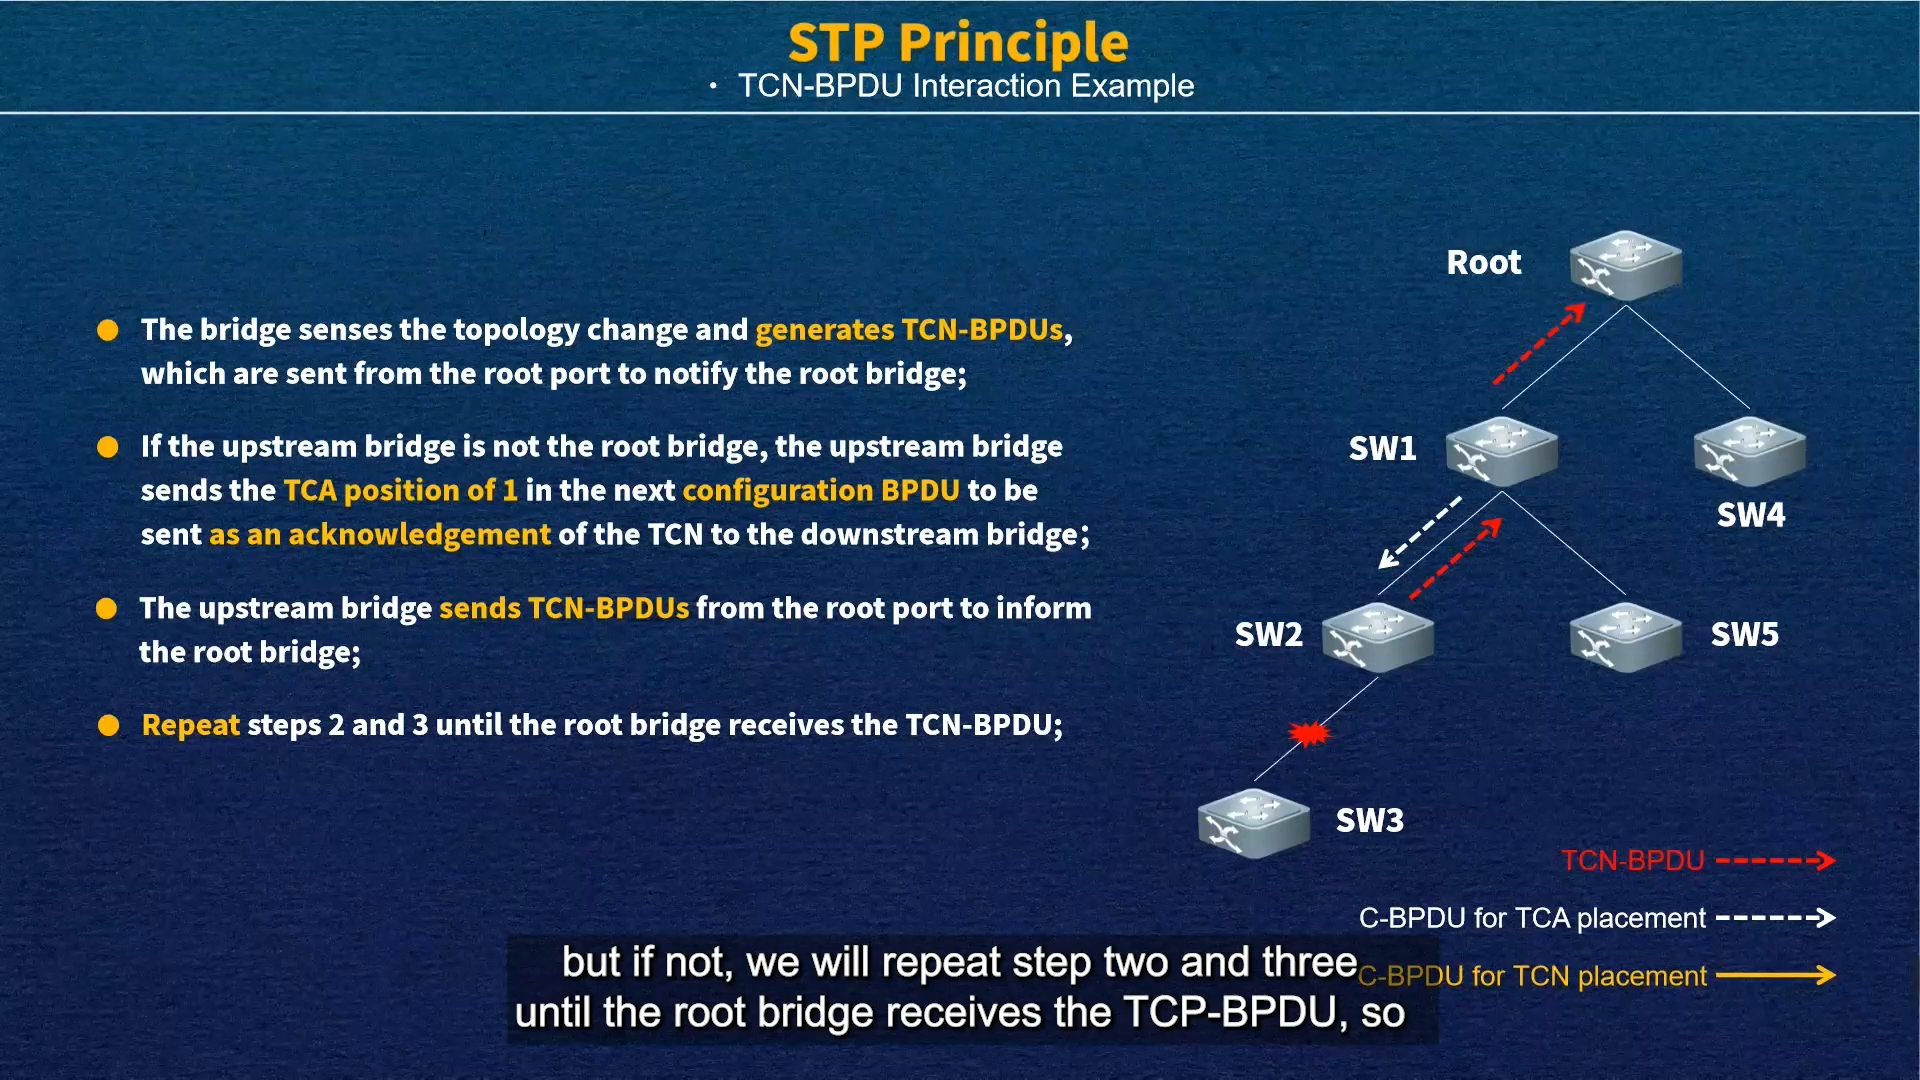 STP Principle
• TCN-BPDU Interaction Example
The bridge senses the topology change and generates TCN-BPDUs,
which are sent from the root port to notify the root bridge;
If the upstream bridge is not the root bridge, the upstream bridge
sends the TCA position of 1 in the next configuration BPDU to be
sent as an acknowledgement of the TCN to the downstream bridge;
The upstream bridge sends TCN-BPDUs from the root port to inform
the root bridge;
Repeat steps 2 and 3 until the root bridge receives the TCN-BPDU;
Root
SW1
SW4
SW2
SW5
SW3
TCN-BPDU
C-BPDU for TCA placement
C-BPDU for TCN placement
but if not, we will repeat step two and three
until the root bridge receives the TCP-BPDU, so